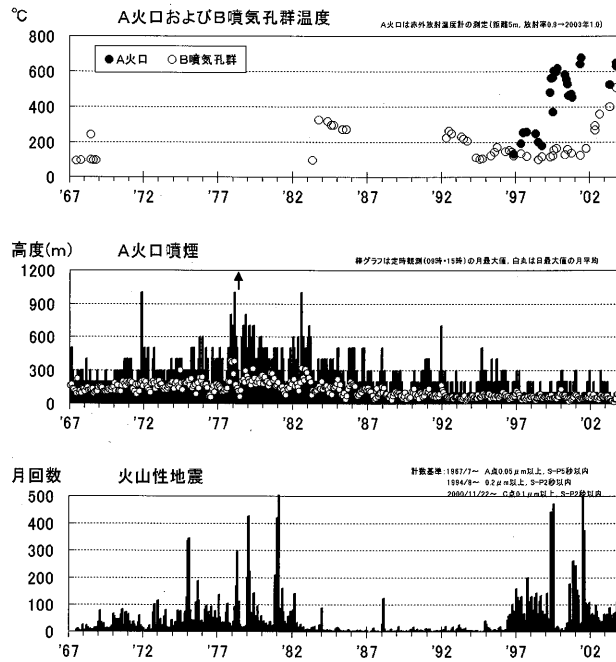 ℃ A火口およびB噴気孔群温度
A火口は赤外放射温度計の測定(距離5m, 放射率0.9→2003年1.0)
● A火口 ○ B噴気孔群
800
600
400
200
0
'67 '72 '77 '82 '87 '92 '97 '02
高度(m) A火口噴煙
棒グラフは定時観測(09時・15時)の月最大値, 白丸は日最大値の月平均
1200
900
600
300
0
'67 '72 '77 '82 '87 '92 '97 '02
月回数 火山性地震
計数基準:1967/7~ A点0.05μm以上, S-P5秒以内
1994/8~ 0.2μm以上, S-P2秒以内
2000/11/22~ C点0.1μm以上, S-P2秒以内
500
400
300
200
100
0
'67 '72 '77 '82 '87 '92 '97 '02